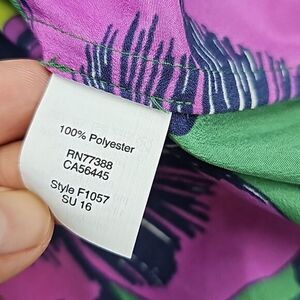 100% Polyester
RN77388
CA56445
Style F1057
SU 16